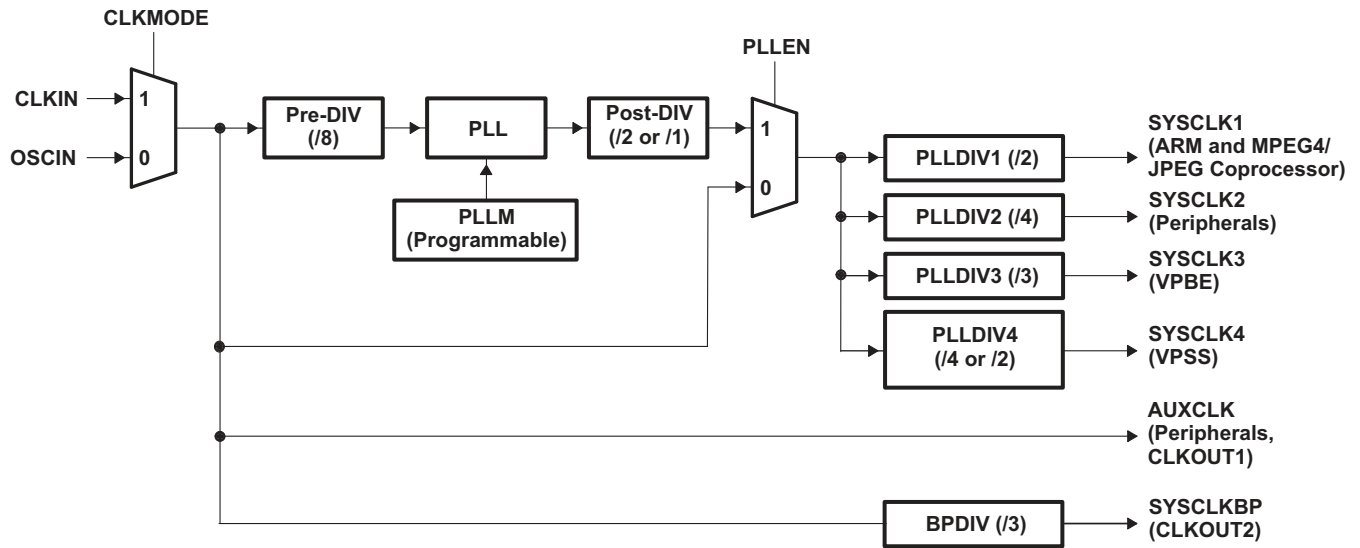 CLKMODE
CLKIN
OSCIN
1
0
Pre-DIV
(/8)
PLL
Post-DIV
(/2 or /1)
PLLM
(Programmable)
PLLEN
1
0
PLLDIV1 (/2)
SYSCLK1
(ARM and MPEG4/
JPEG Coprocessor)
PLLDIV2 (/4)
SYSCLK2
(Peripherals)
PLLDIV3 (/3)
SYSCLK3
(VPBE)
PLLDIV4
(/4 or /2)
SYSCLK4
(VPSS)
AUXCLK
(Peripherals,
CLKOUT1)
BPDIV (/3)
SYSCLKBP
(CLKOUT2)